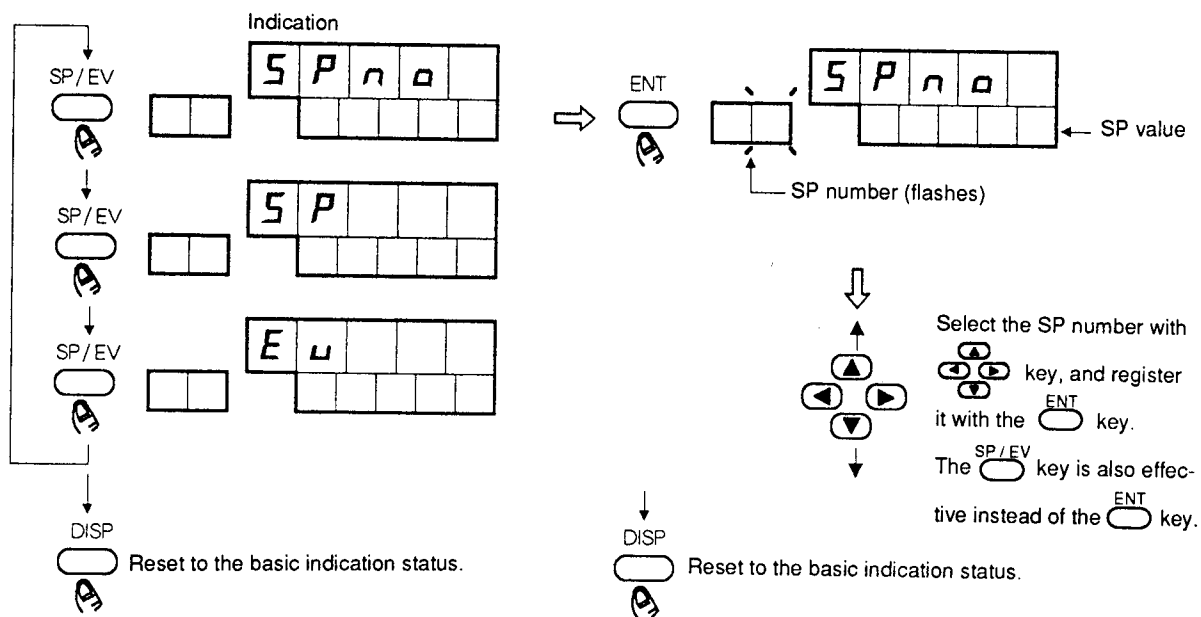 Indication
SP/EV
SPno
SP/EV
SP
SP/EV
Eu
DISP
Reset to the basic indication status.
ENT
SPno
SP value
SP number (flashes)
Select the SP number with
key, and register
it with the ENT key.
The SP/EV key is also effec-
tive instead of the ENT key.
DISP
Reset to the basic indication status.